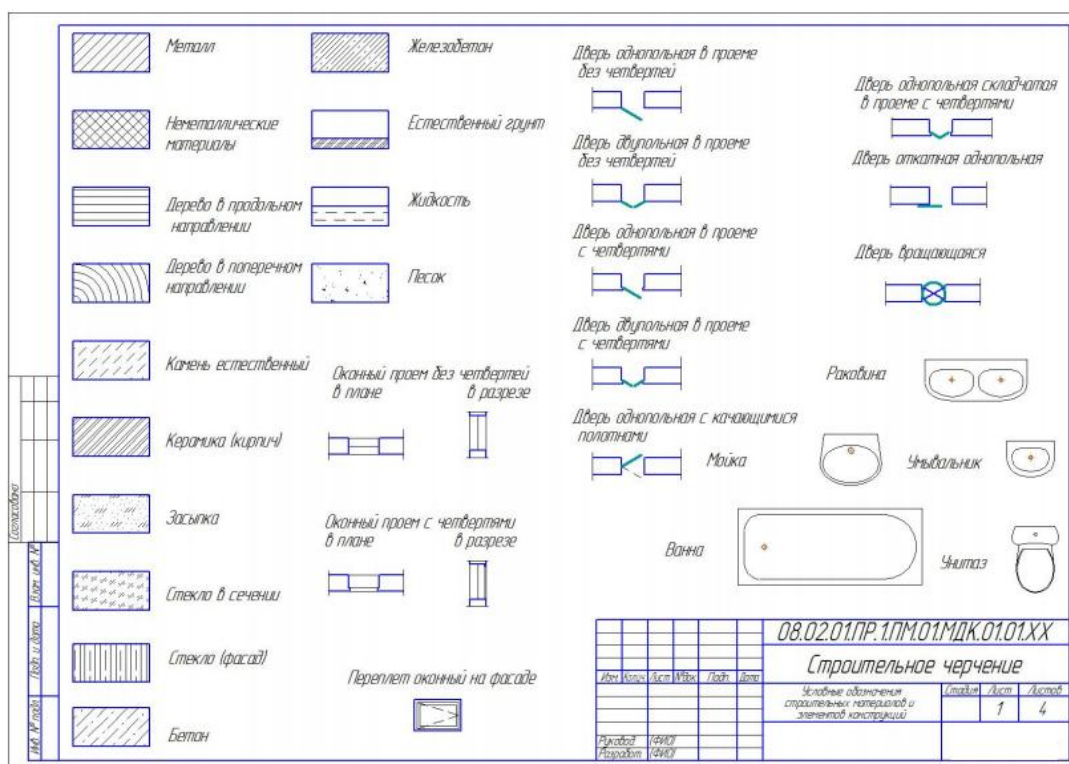 Металл
Неметаллические
материалы
Дерево в продольном
направлении
Дерево в поперечном
направлении
Камень естественный
Керамика (кирпич)
Засыпка
Стекло в сечении
Стекло (фасад)
Бетон
Железобетон
Естественный грунт
Жидкость
Песок
Оконный проем без четвертей
в плане в разрезе
Оконный проем с четвертями
в плане в разрезе
Переплет оконный на фасаде
Дверь однопольная в проеме
без четвертей
Дверь двупольная в проеме
без четвертей
Дверь однопольная в проеме
с четвертями
Дверь двупольная в проеме
с четвертями
Дверь однопольная с качающимися
полотнами
Дверь однопольная складчатая
в проеме с четвертями
Дверь откатная однопольная
Дверь вращающаяся
Раковина
Мойка
Умывальник
Ванна
Унитаз
Согласовано
Взам. инв. №
Подп. и дата
Инв. № подл.
08.02.01.ПР.1.ПМ.01.МДК.01.01.ХХ
Строительное черчение
Изм. Колич. Лист №док. Подп. Дата
Условные обозначения
строительных материалов и
элементов конструкций
Стадия Лист Листов
1 4
Руковод. (ФИО)
Разработ. (ФИО)